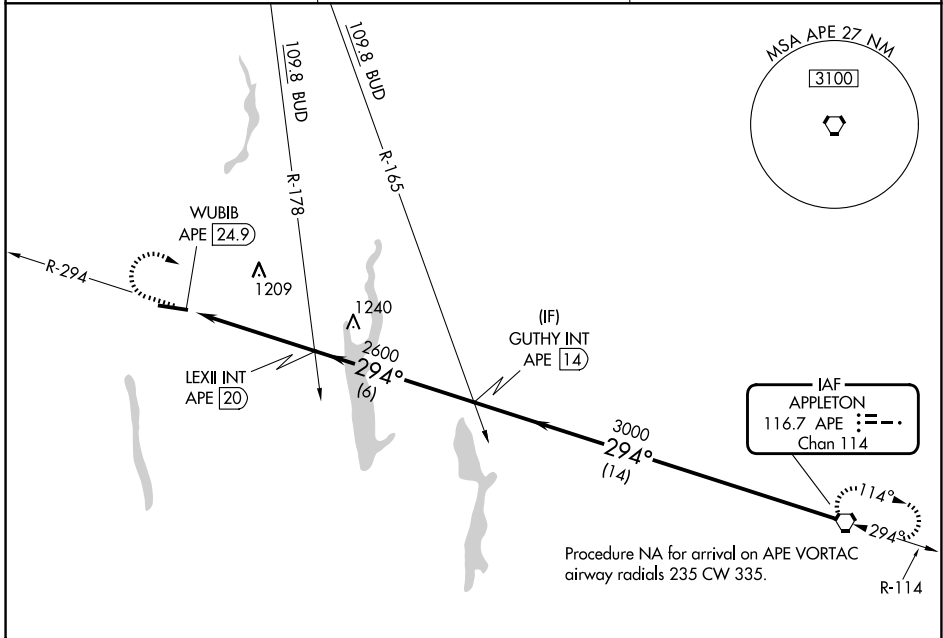 MSA APE 27 NM
3100
109.8 BUD
109.8 BUD
R-178
R-165
WUBIB
APE 24.9
R-294
1209
1240
(IF)
GUTHY INT
APE 14
2600
294°
(6)
LEXII INT
APE 20
IAF
APPLETON
116.7 APE
Chan 114
3000
294°
(14)
114°
294°
Procedure NA for arrival on APE VORTAC
airway radials 235 CW 335.
R-114